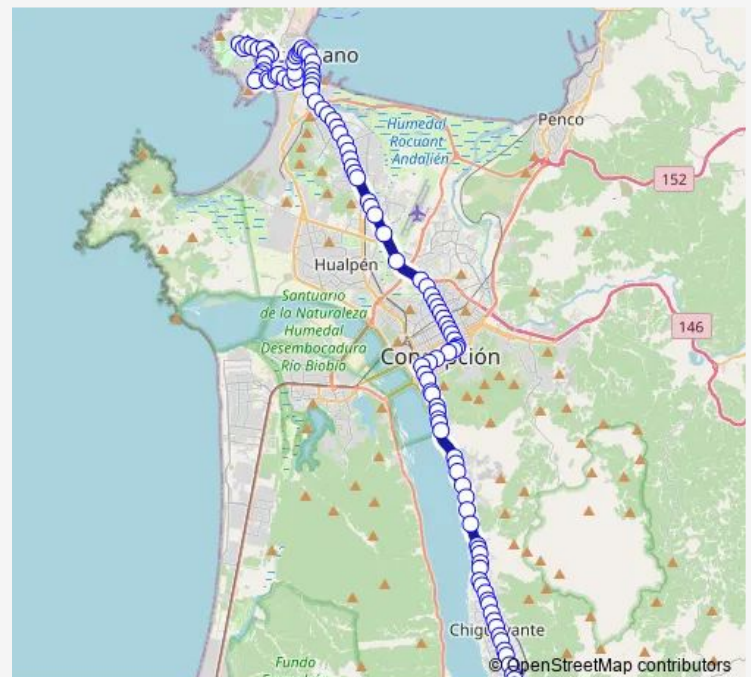 ano
Humedal
Rocuant
Andalién
Penco
152
Hualpén
Santuario
de la Naturaleza
Humedal
Desembocadura
Río Biobío
146
Concepción
Chiguayante
Fundo
© OpenStreetMap contributors